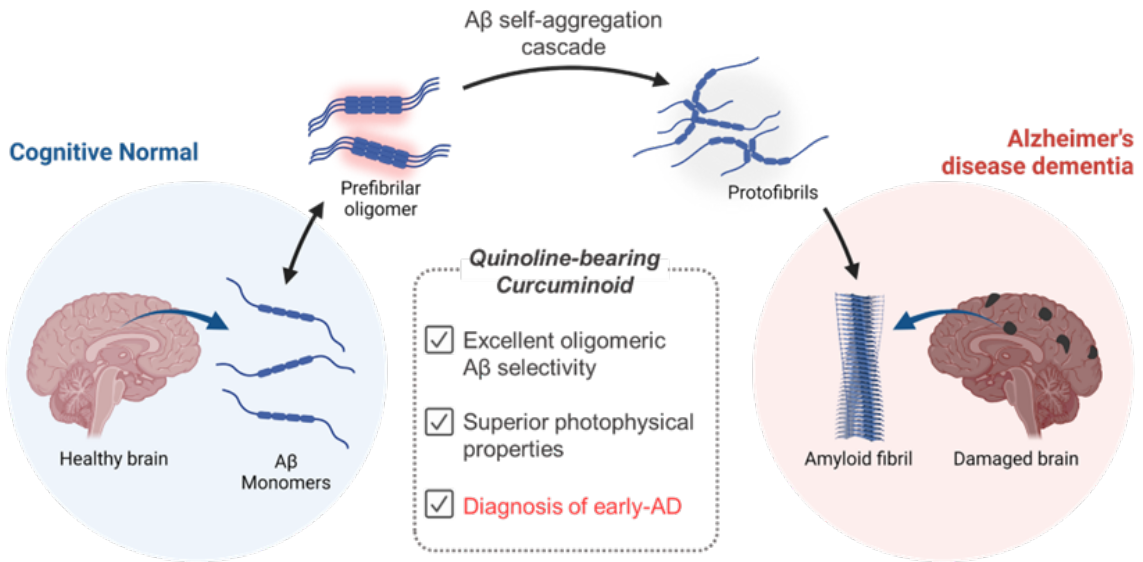 Aβ self-aggregation
cascade
Cognitive Normal
Prefibrilar
oligomer
Protofibrils
Alzheimer's
disease dementia
Healthy brain
Aβ
Monomers
Quinoline-bearing
Curcuminoid
Excellent oligomeric
Aβ selectivity
Superior photophysical
properties
Diagnosis of early-AD
Amyloid fibril
Damaged brain